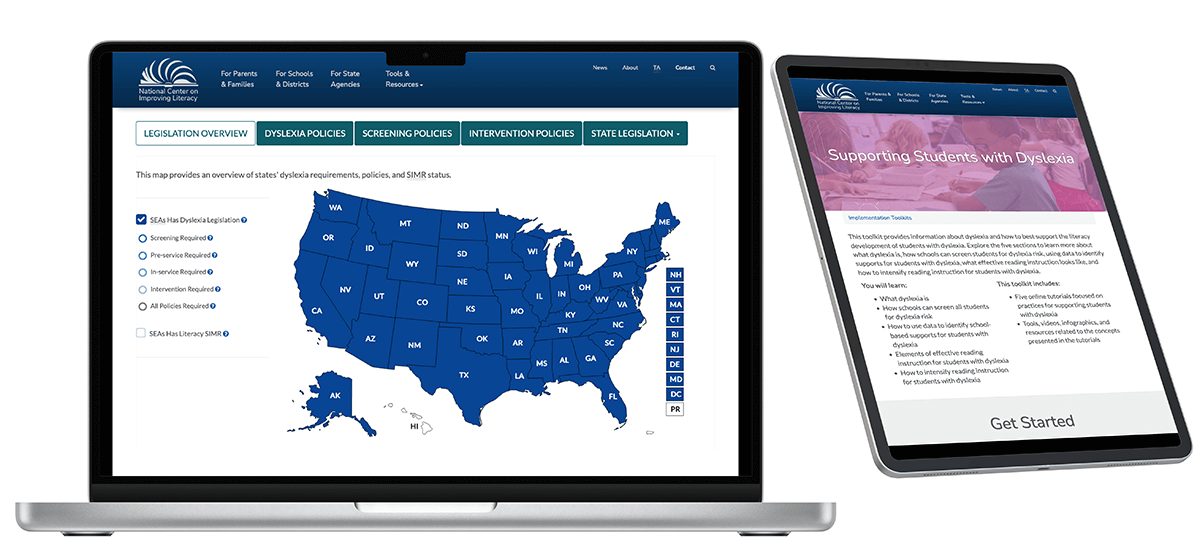 National Center on
Improving Literacy
For Parents
& Families
For Schools
& Districts
For State
Agencies
Tools &
Resources
News
About
TA
Contact
LEGISLATION OVERVIEW
DYSLEXIA POLICIES
SCREENING POLICIES
INTERVENTION POLICIES
STATE LEGISLATION
This map provides an overview of states' dyslexia requirements, policies, and SIMR status.
SEAs Has Dyslexia Legislation
Screening Required
Pre-service Required
In-service Required
Intervention Required
All Policies Required
SEAs Has Literacy SIMR
WA
MT
ND
MN
ME
OR
ID
SD
WI
MI
NY
WY
NE
IA
PA
NV
UT
CO
IL
IN
OH
WV
VA
CA
KS
MO
KY
NC
AZ
NM
OK
AR
TN
SC
TX
LA
MS
AL
GA
FL
AK
HI
NH
VT
MA
CT
RI
NJ
DE
MD
DC
PR
National Center on
Improving Literacy
For Parents &
Families
For Schools
& Districts
For State
Agencies
Tools &
Resources
News
About
TA
Contact
Supporting Students with Dyslexia
Implementation Toolkits
This toolkit provides information about dyslexia and how to best support the literacy
development of students with dyslexia. Explore the five sections to learn more about
what dyslexia is, how schools can screen students for dyslexia risk, using data to identify
supports for students with dyslexia, what effective reading instruction looks like, and
how to intensify reading instruction for students with dyslexia.
You will learn:
• What dyslexia is
• How schools can screen all students
for dyslexia risk
• How to use data to identify school-
based supports for students with
dyslexia
• Elements of effective reading
instruction for students with dyslexia
• How to intensify reading instruction
for students with dyslexia
This toolkit includes:
• Five online tutorials focused on
practices for supporting students
with dyslexia
• Tools, videos, infographics, and
resources related to the concepts
presented in the tutorials.
Get Started